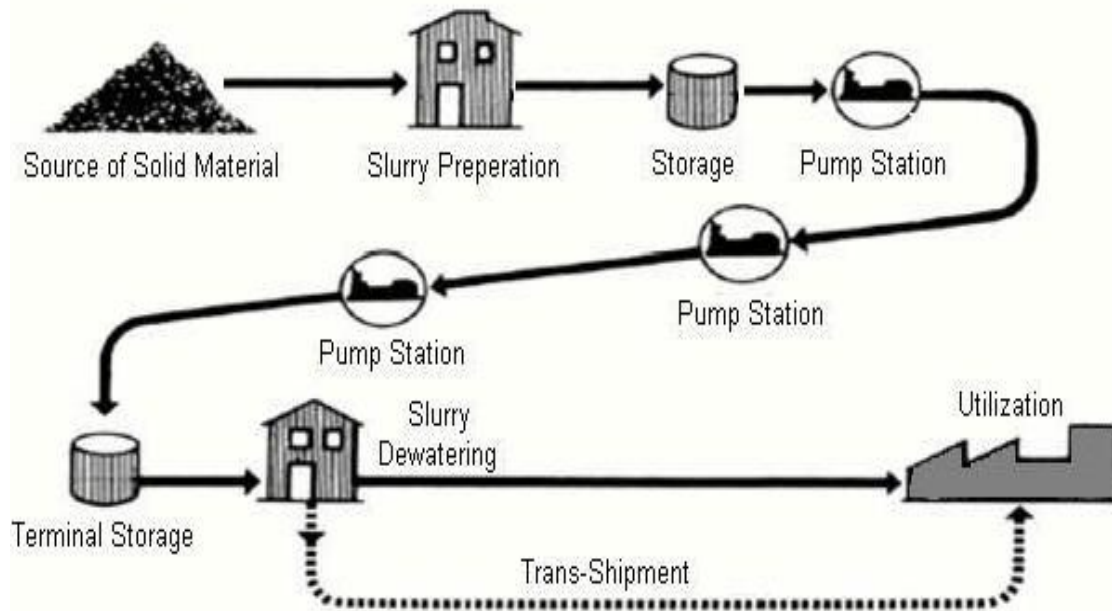 Source of Solid Material
Slurry Preperation
Storage
Pump Station
Pump Station
Pump Station
Terminal Storage
Slurry
Dewatering
Utilization
Trans-Shipment